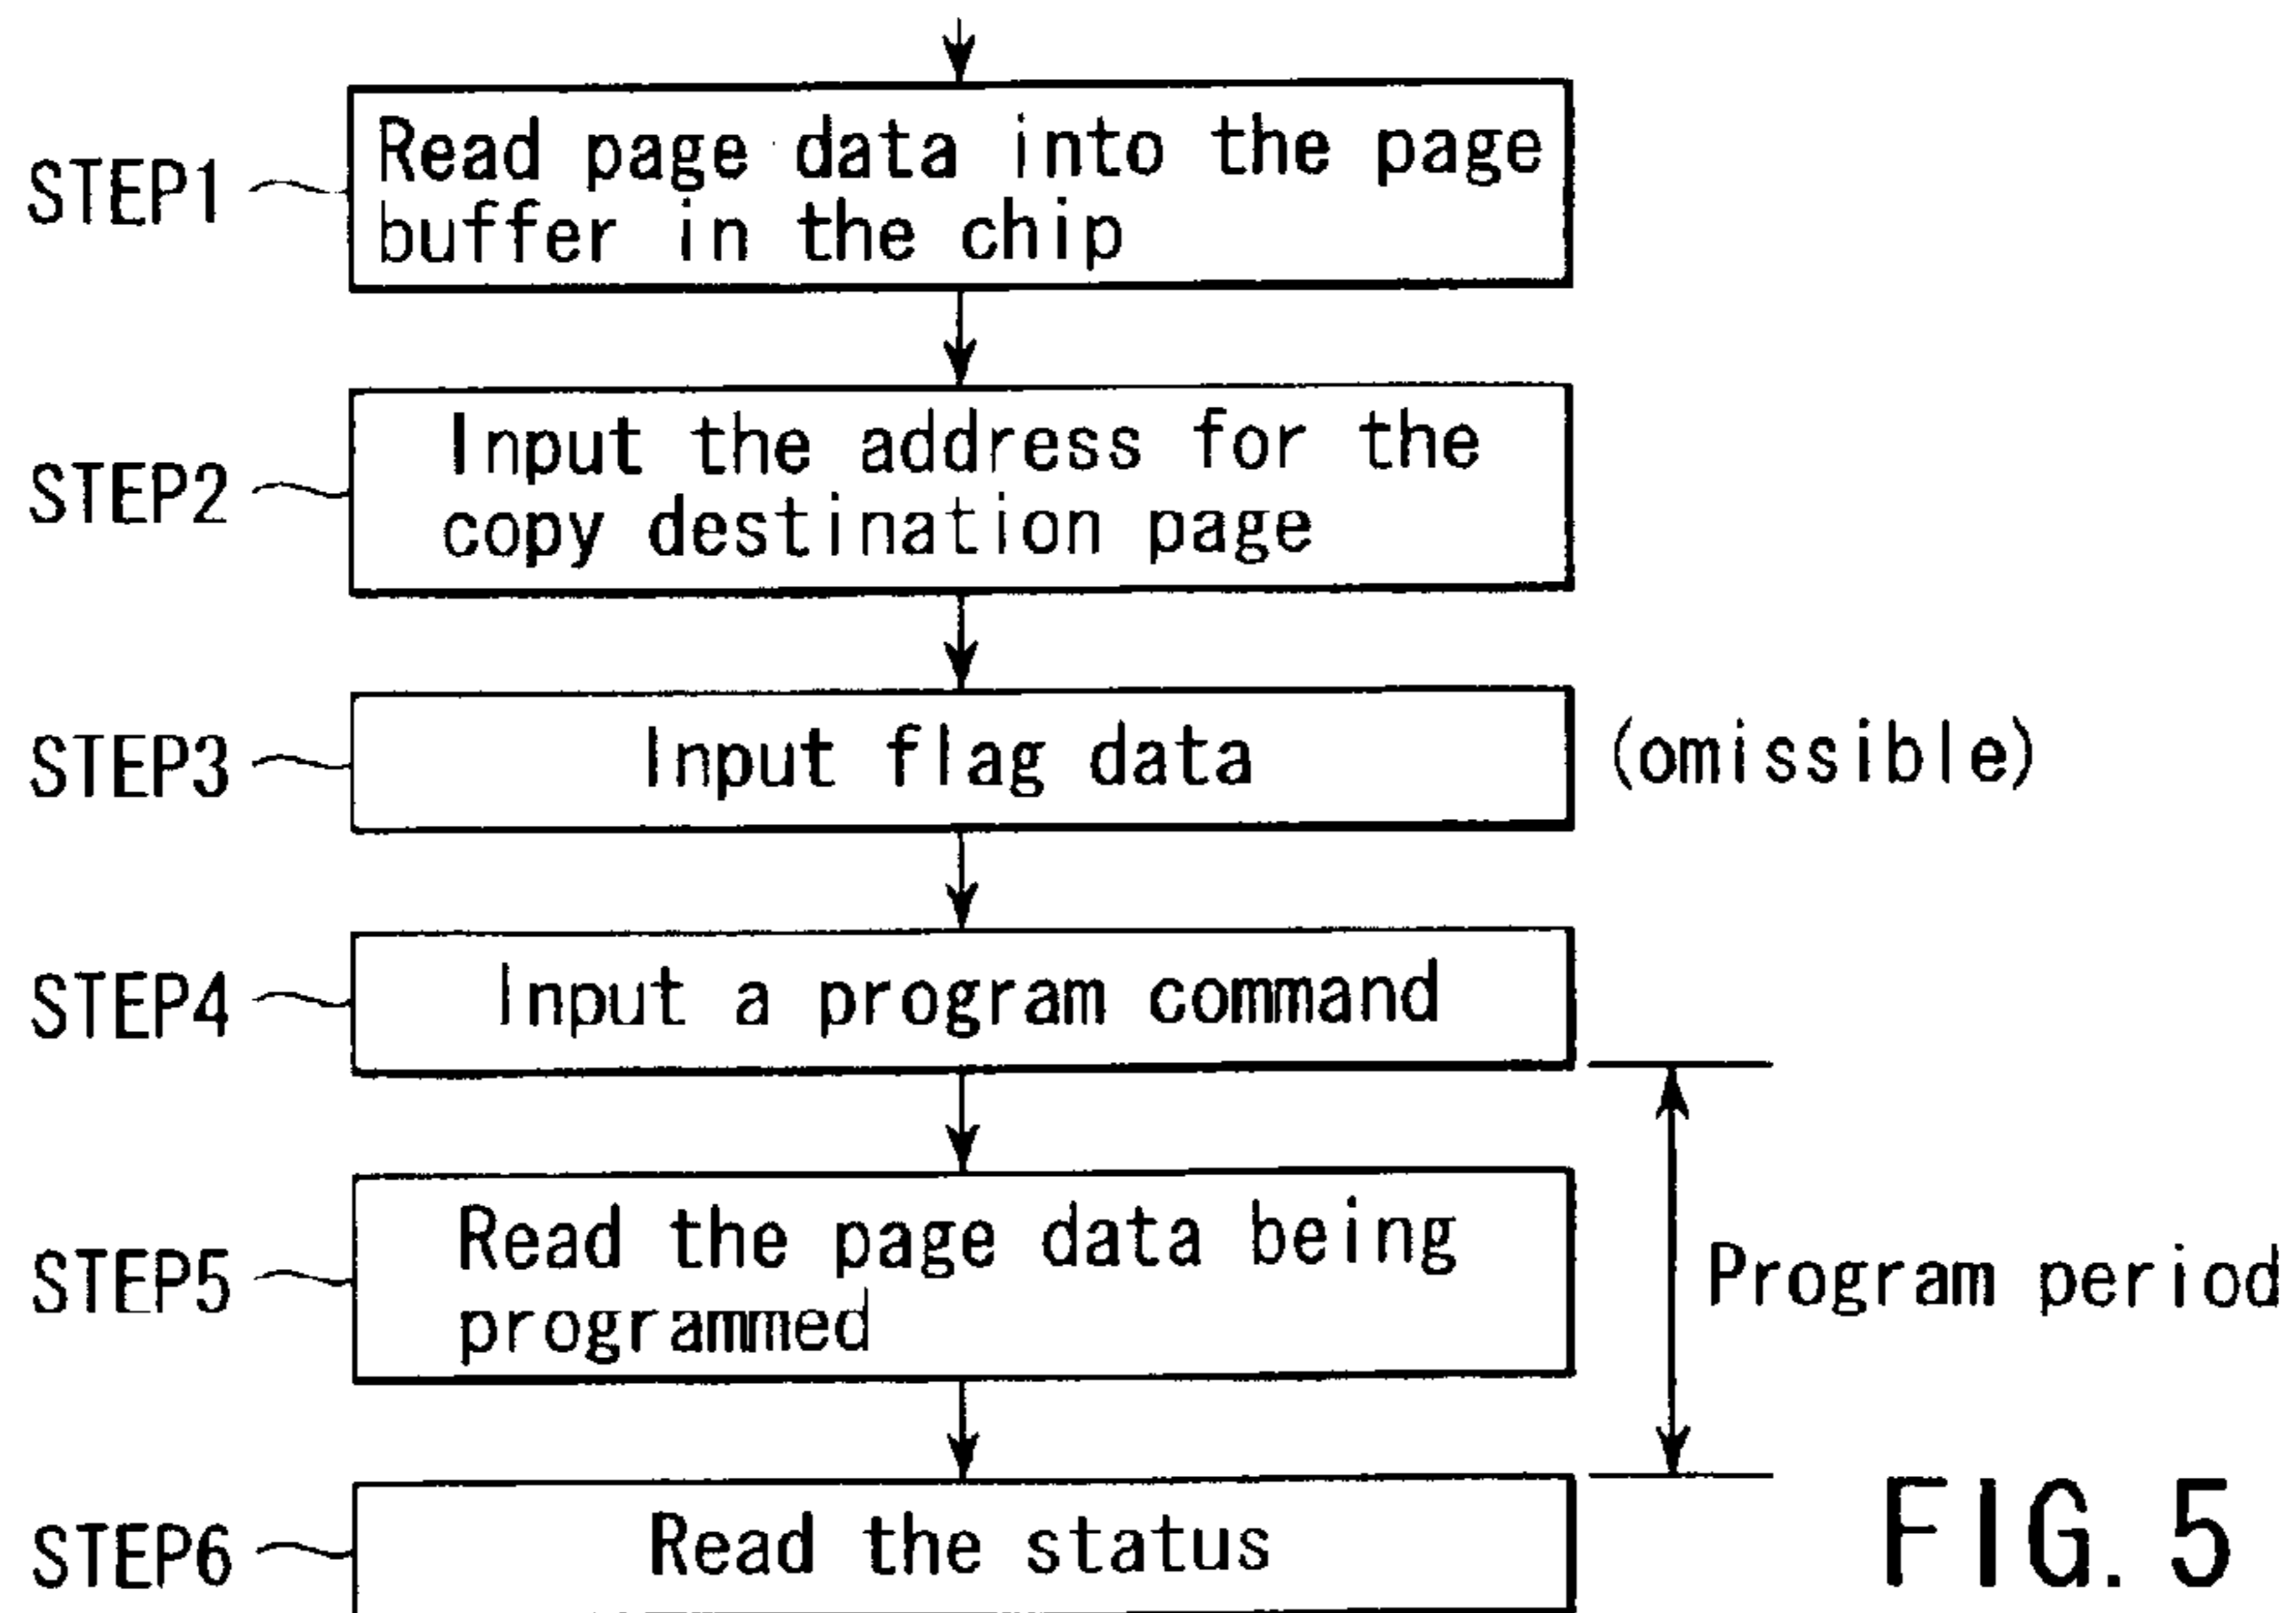 STEP1
Read page data into the page
buffer in the chip
STEP2
Input the address for the
copy destination page
STEP3
Input flag data
(omissible)
STEP4
Input a program command
STEP5
Read the page data being
programmed
Program period
STEP6
Read the status
FIG. 5